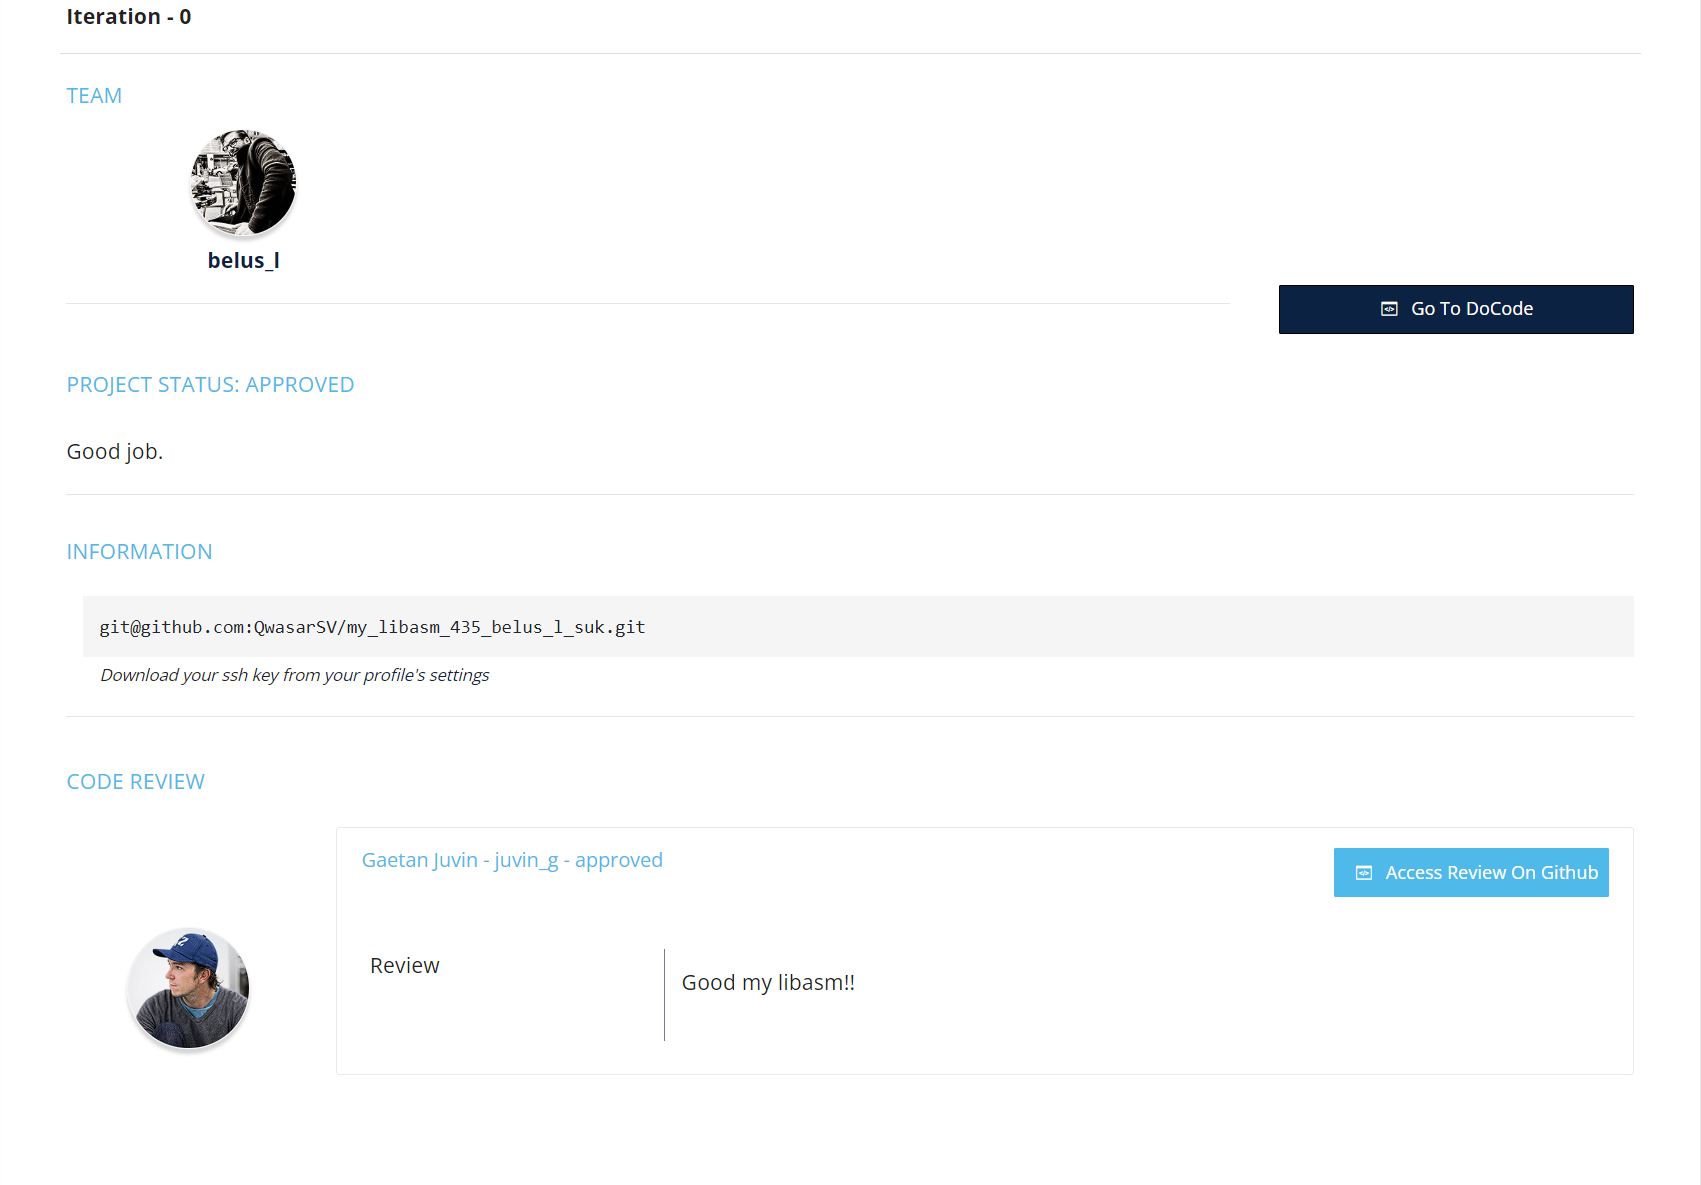 Iteration - 0
TEAM
belus_l
Go To DoCode
PROJECT STATUS: APPROVED
Good job.
INFORMATION
git@github.com:QwasarSV/my_libasm_435_belus_l_suk.git
Download your ssh key from your profile's settings
CODE REVIEW
Gaetan Juvin - juvin_g - approved
Access Review On Github
Review
Good my libasm!!